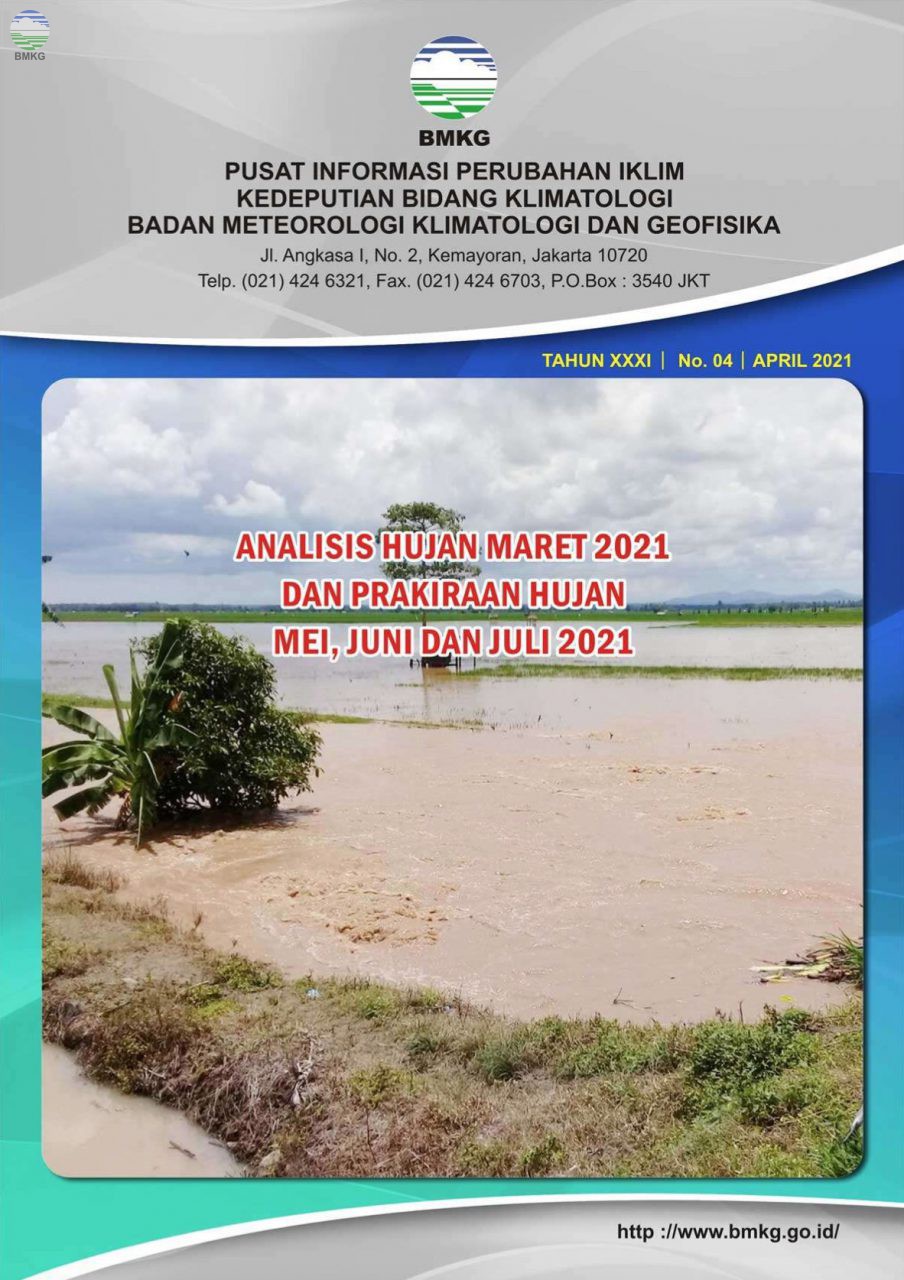 BMKG
BMKG
PUSAT INFORMASI PERUBAHAN IKLIM
KEDEPUTIAN BIDANG KLIMATOLOGI
BADAN METEOROLOGI KLIMATOLOGI DAN GEOFISIKA
Jl. Angkasa I, No. 2, Kemayoran, Jakarta 10720
Telp. (021) 424 6321, Fax. (021) 424 6703, P.O.Box : 3540 JKT
TAHUN XXXI | No. 04 | APRIL 2021
ANALISIS HUJAN MARET 2021
DAN PRAKIRAAN HUJAN
MEI, JUNI DAN JULI 2021
http ://www.bmkg.go.id/